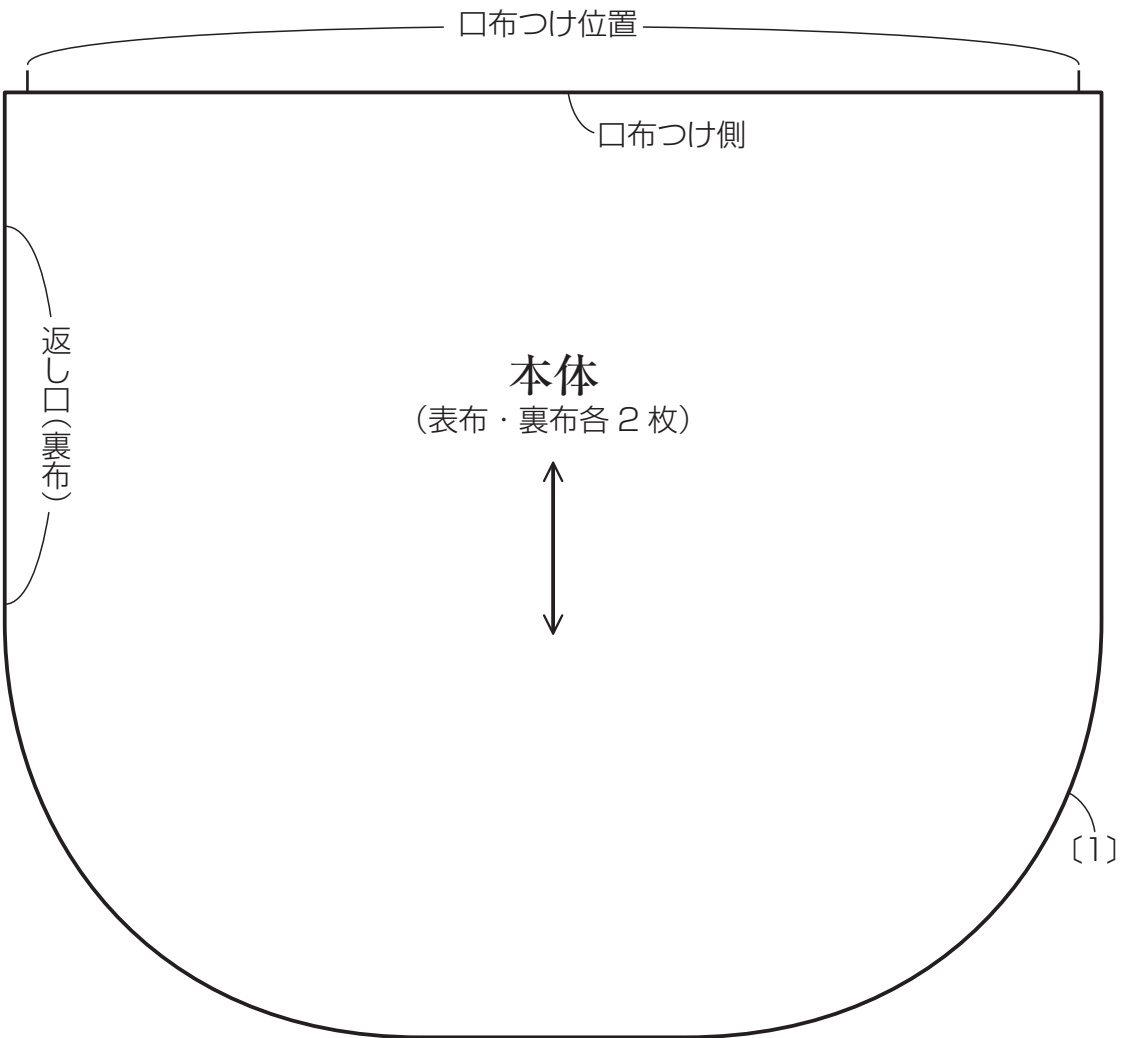 口布つけ位置
口布つけ側
返し口（裏布）
本体
（表布・裏布各 2 枚）
〔1〕